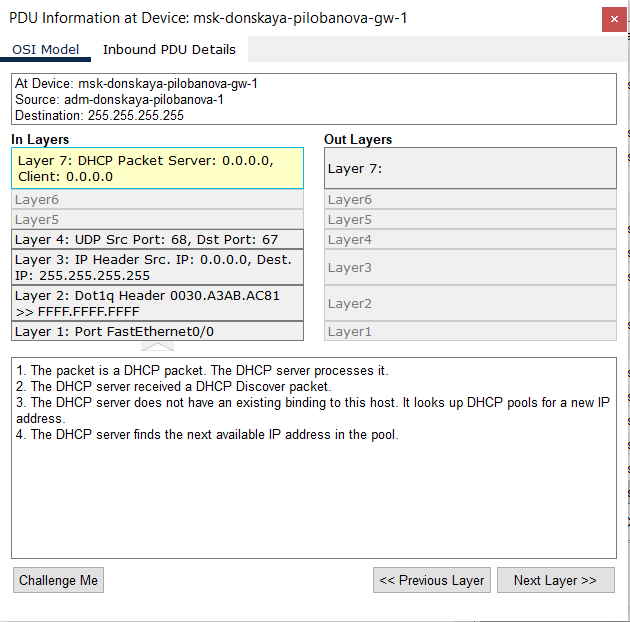 PDU Information at Device: msk-donskaya-pilobanova-gw-1
OSI Model Inbound PDU Details
At Device: msk-donskaya-pilobanova-gw-1
Source: adm-donskaya-pilobanova-1
Destination: 255.255.255.255
In Layers
Layer 7: DHCP Packet Server: 0.0.0.0,
Client: 0.0.0.0
Layer6
Layer5
Layer 4: UDP Src Port: 68, Dst Port: 67
Layer 3: IP Header Src. IP: 0.0.0.0, Dest.
IP: 255.255.255.255
Layer 2: Dot1q Header 0030.A3AB.AC81
>> FFFF.FFFF.FFFF
Layer 1: Port FastEthernet0/0
Out Layers
Layer 7:
Layer6
Layer5
Layer4
Layer3
Layer2
Layer1
1. The packet is a DHCP packet. The DHCP server processes it.
2. The DHCP server received a DHCP Discover packet.
3. The DHCP server does not have an existing binding to this host. It looks up DHCP pools for a new IP
address.
4. The DHCP server finds the next available IP address in the pool.
Challenge Me
<< Previous Layer
Next Layer >>